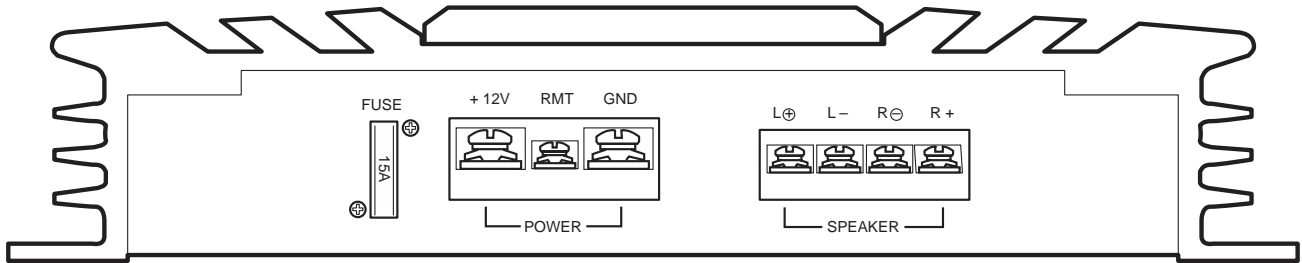 FUSE
+ 12V RMT GND
L⊕ L – R⊖ R +
15A
POWER
SPEAKER